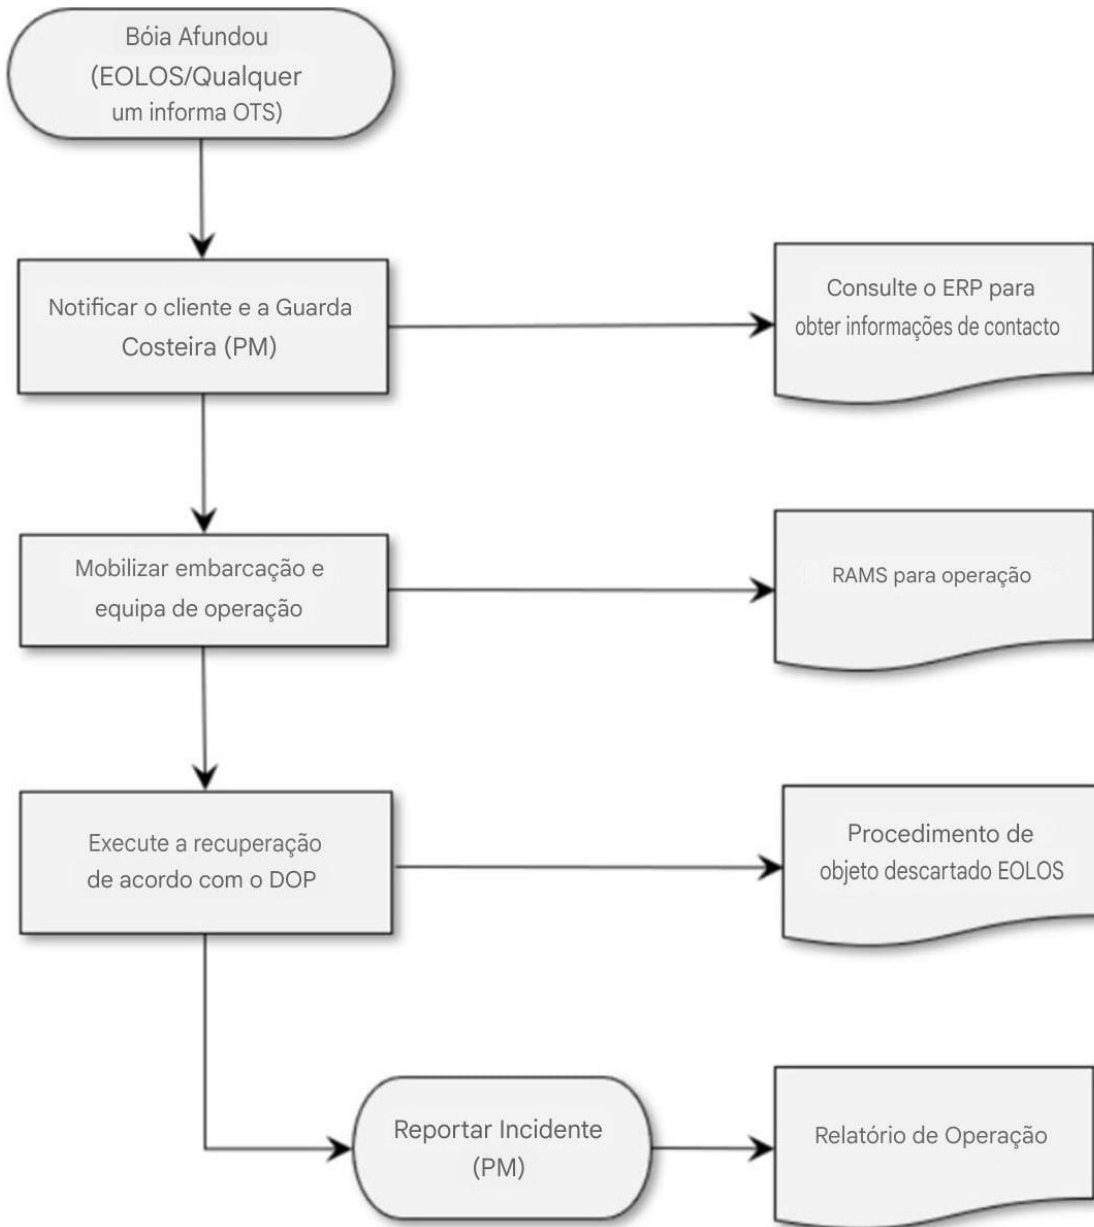 Bóia Afundou
(EOLOS/Qualquer
um informa OTS)
Notificar o cliente e a Guarda
Costeira (PM)
Consulte o ERP para
obter informações de contacto
Mobilizar embarcação e
equipa de operação
RAMS para operação
Execute a recuperação
de acordo com o DOP
Procedimento de
objeto descartado EOLOS
Reportar Incidente
(PM)
Relatório de Operação